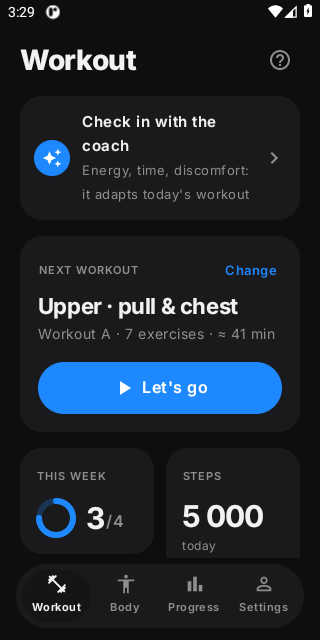 3:29
Workout
Check in with the
coach
Energy, time, discomfort:
it adapts today's workout
NEXT WORKOUT
Change
Upper · pull & chest
Workout A · 7 exercises · ≈ 41 min
Let's go
THIS WEEK
3/4
STEPS
5 000
today
Workout
Body
Progress
Settings